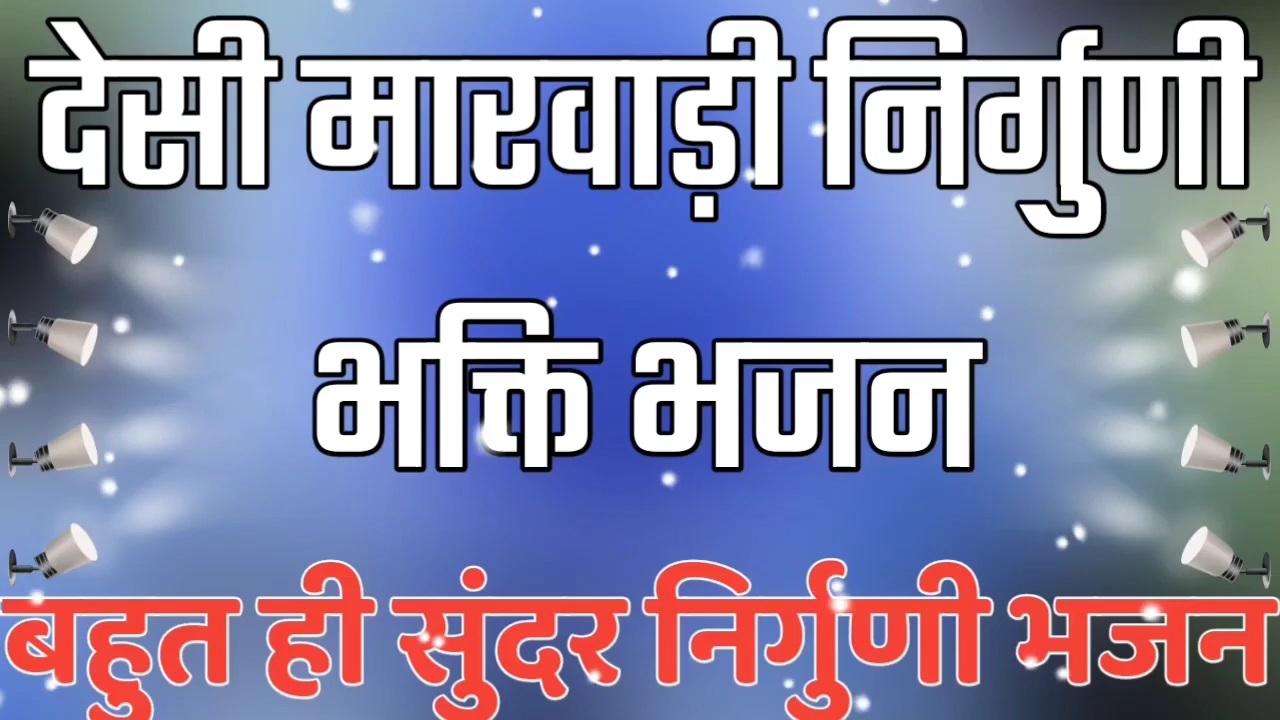 देसी मारवाड़ी निर्गुणी
भक्ति भजन
बहुत ही सुंदर निर्गुणी भजन